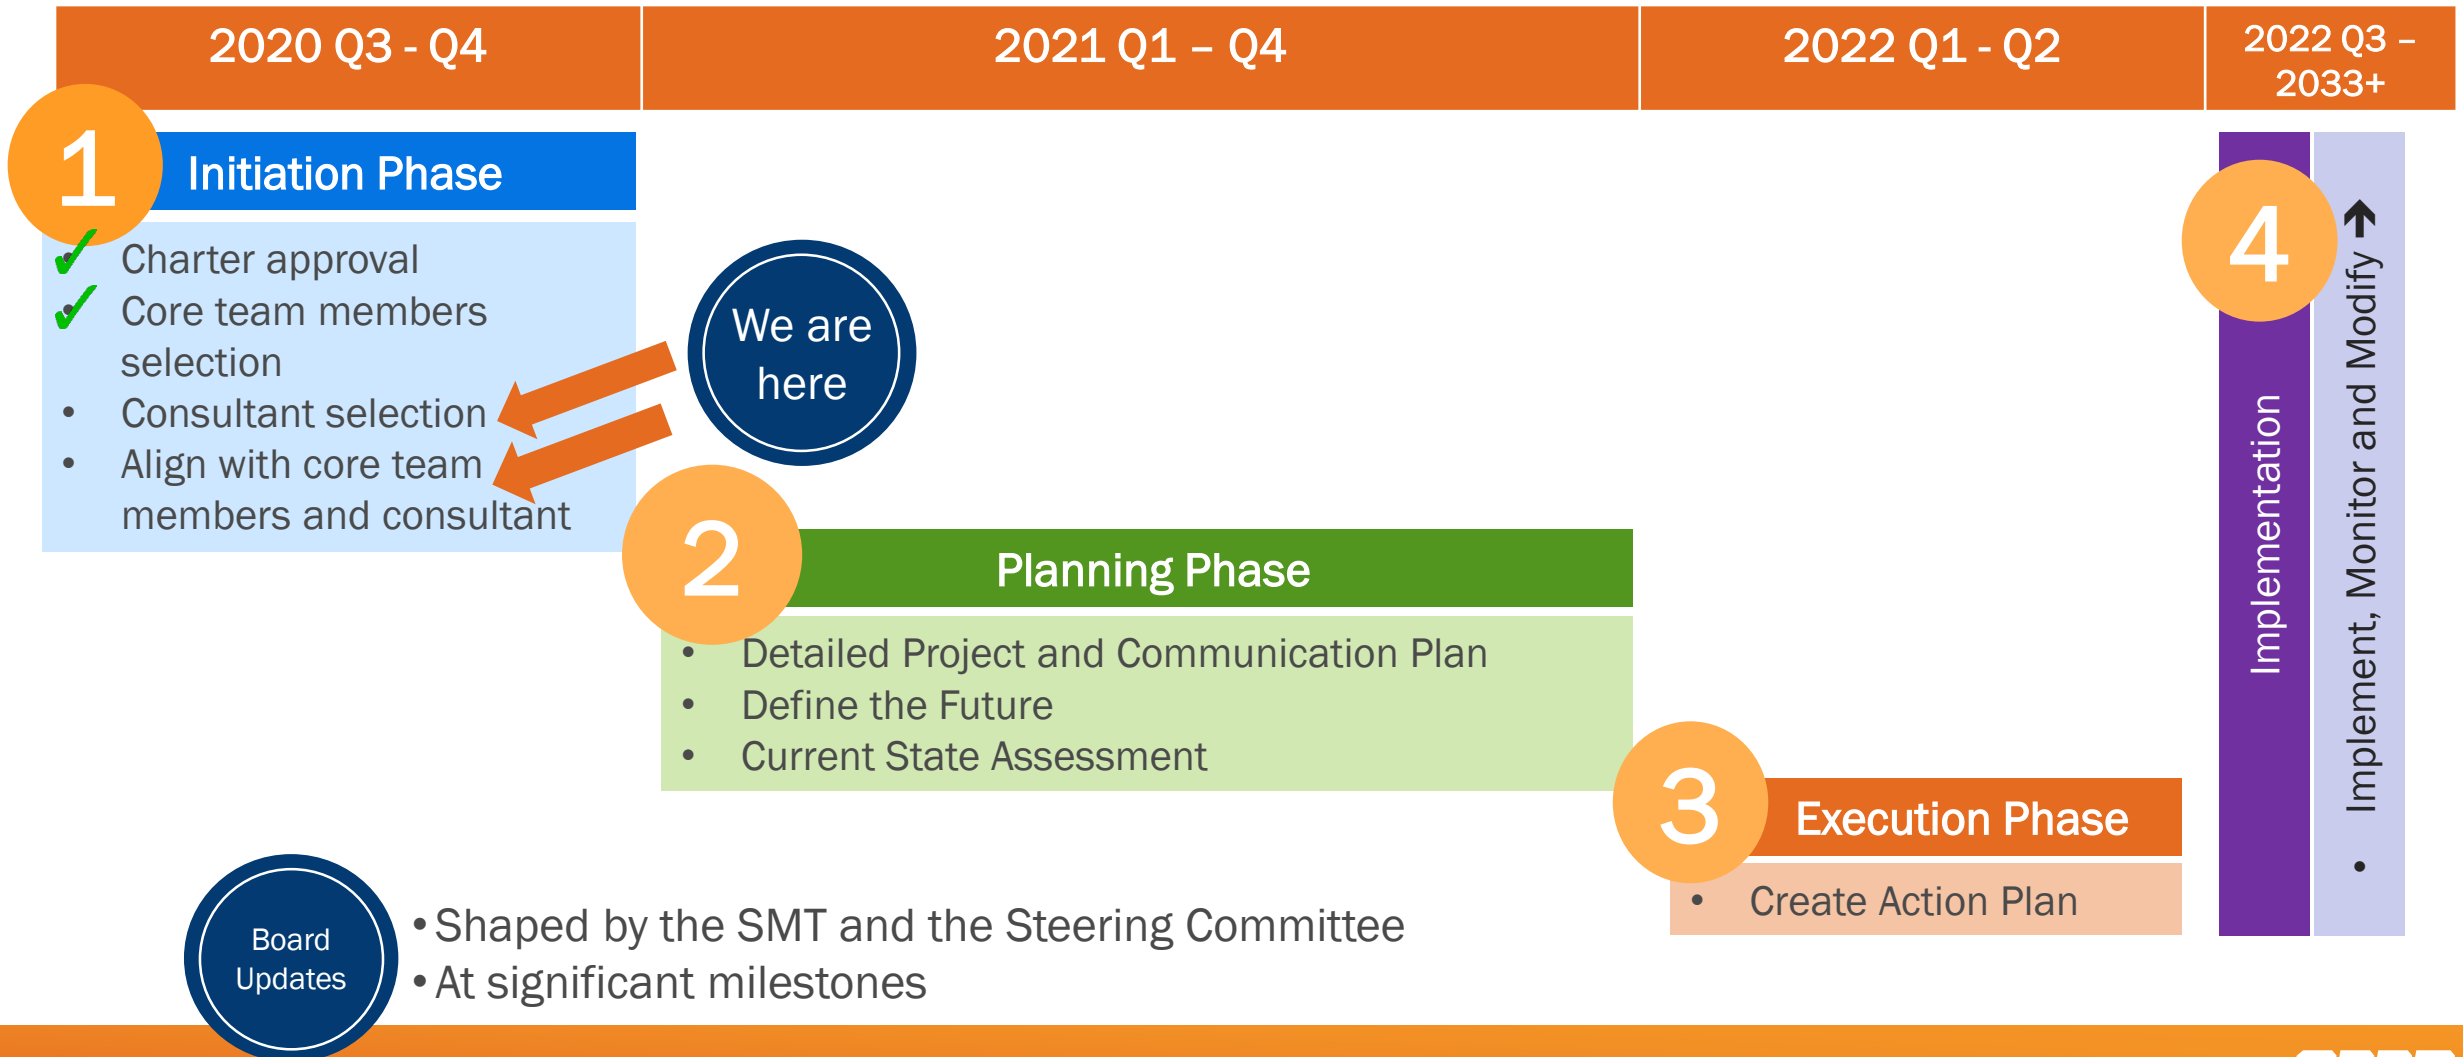 2020 Q3 - Q4
2021 Q1 – Q4
2022 Q1 - Q2
2022 Q3 –
2033+
1
Initiation Phase
• Charter approval
• Core team members
selection
• Consultant selection
• Align with core team
members and consultant
We are
here
2
Planning Phase
• Detailed Project and Communication Plan
• Define the Future
• Current State Assessment
3
Execution Phase
• Create Action Plan
4
Implementation
• Implement, Monitor and Modify →
Board
Updates
• Shaped by the SMT and the Steering Committee
• At significant milestones